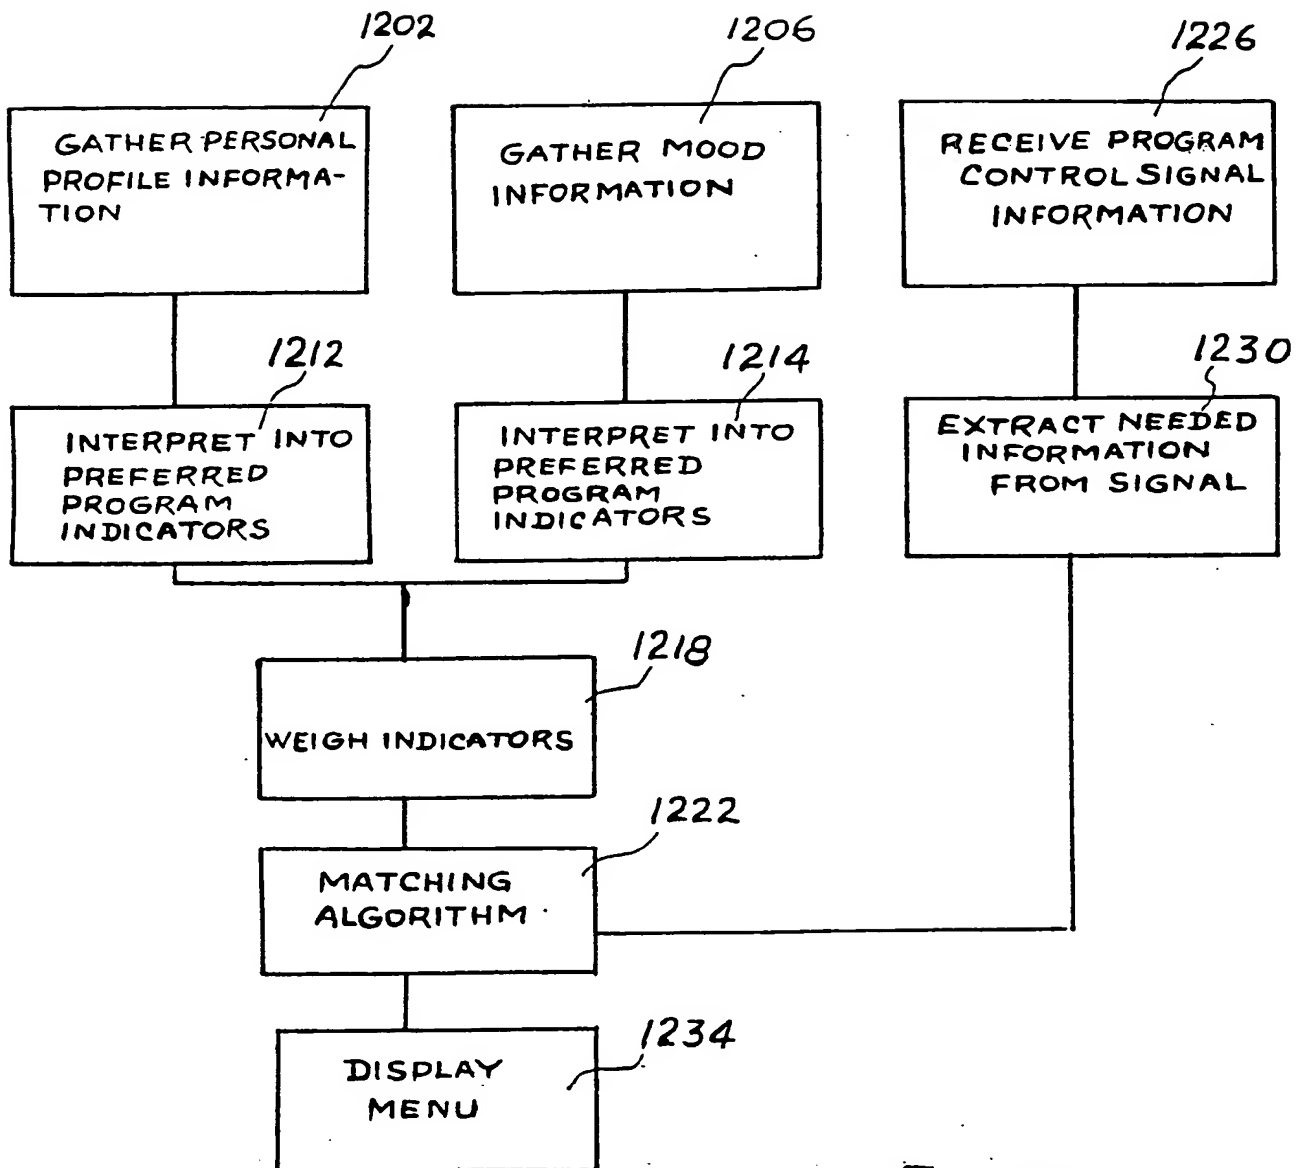 1202
GATHER PERSONAL
PROFILE INFORMA-
TION
1206
GATHER MOOD
INFORMATION
1226
RECEIVE PROGRAM
CONTROL SIGNAL
INFORMATION
1212
INTERPRET INTO
PREFERRED
PROGRAM
INDICATORS
1214
INTERPRET INTO
PREFERRED
PROGRAM
INDICATORS
1230
EXTRACT NEEDED
INFORMATION
FROM SIGNAL
1218
WEIGH INDICATORS
1222
MATCHING
ALGORITHM
1234
DISPLAY
MENU